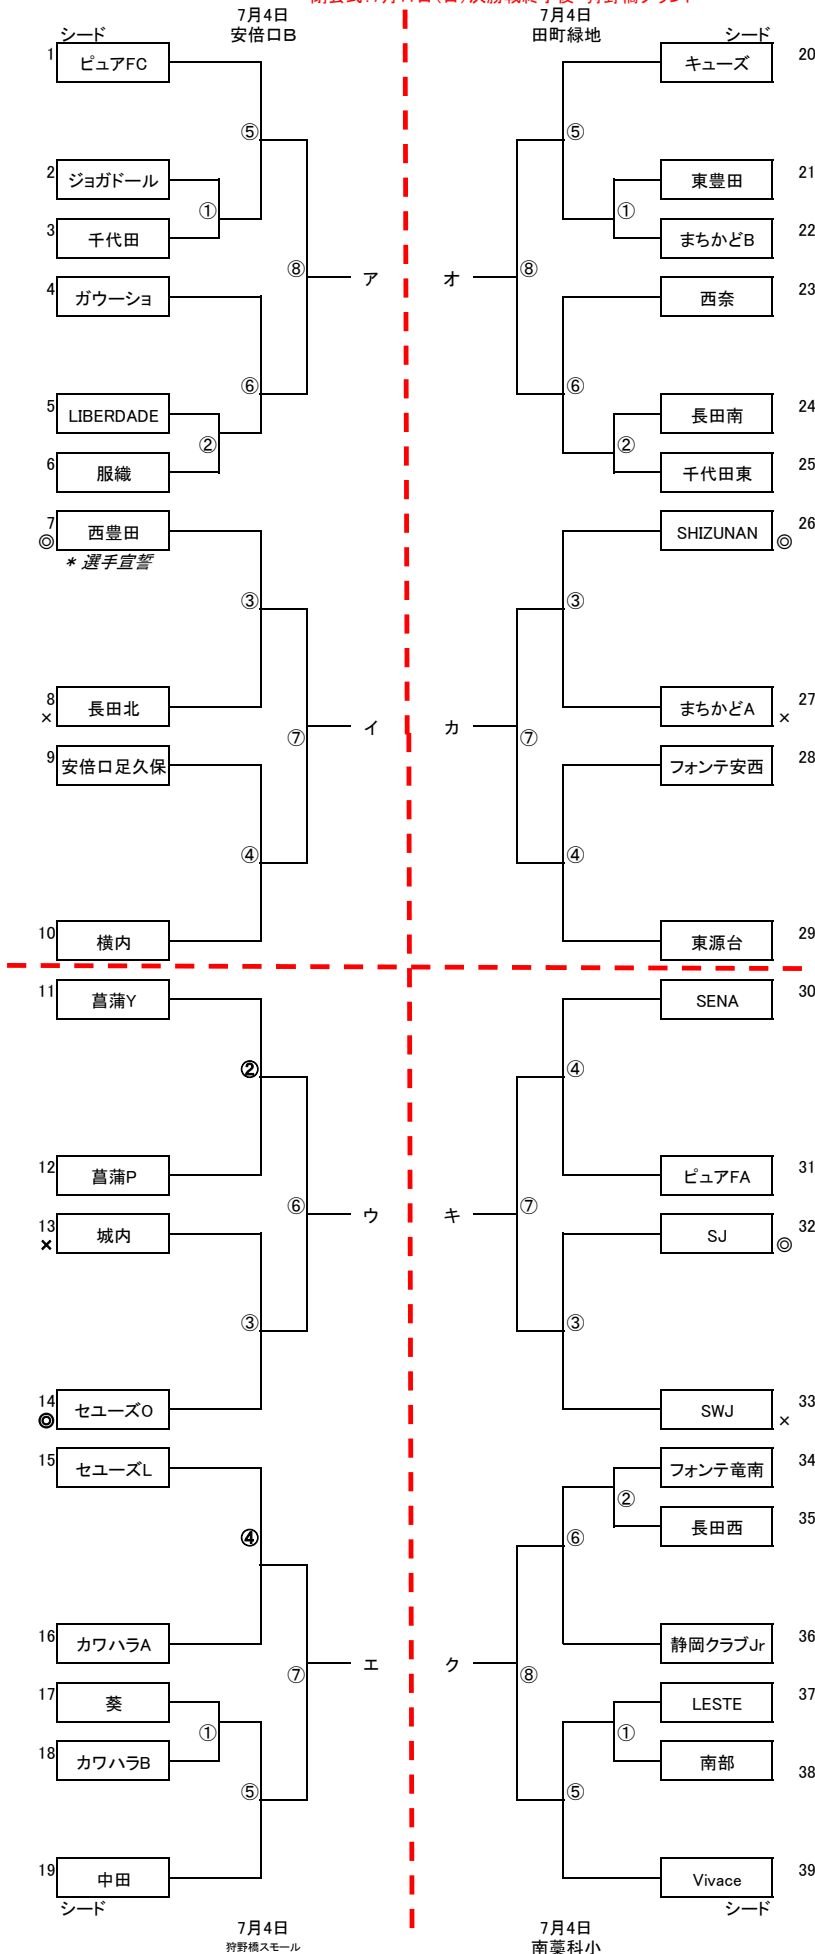 7月4日
安倍口B
7月4日
田町緑地
シード
1 ピュアFC
⑤
2 ジョガドール
①
3 千代田
⑧ ア
4 ガウーショ
⑥
5 LIBERDADE
②
6 服織
7 西豊田
◎
* 選手宣誓
③
8 長田北
×
⑦ イ
9 安倍口足久保
④
10 横内
11 菖蒲Y
②
12 菖蒲P
⑥ ウ
13 城内
×
③
14 セユーズO
◎
15 セユーズL
④
16 カワハラA
⑦ エ
17 葵
①
18 カワハラB
⑤
19 中田
シード
7月4日
狩野橋スモール
シード
キューズ 20
⑤
東豊田 21
①
まちかどB 22
オ ⑧
西奈 23
⑥
長田南 24
②
千代田東 25
SHIZUNAN 26
◎
③
まちかどA 27
×
カ ⑦
フォンテ安西 28
④
東源台 29
SENA 30
④
ピュアFA 31
キ ⑦
SJ 32
◎
③
SWJ 33
×
フォンテ竜南 34
②
長田西 35
⑥
静岡クラブJr 36
ク ⑧
LESTE 37
①
南部 38
⑤
Vivace 39
シード
7月4日
南藁科小